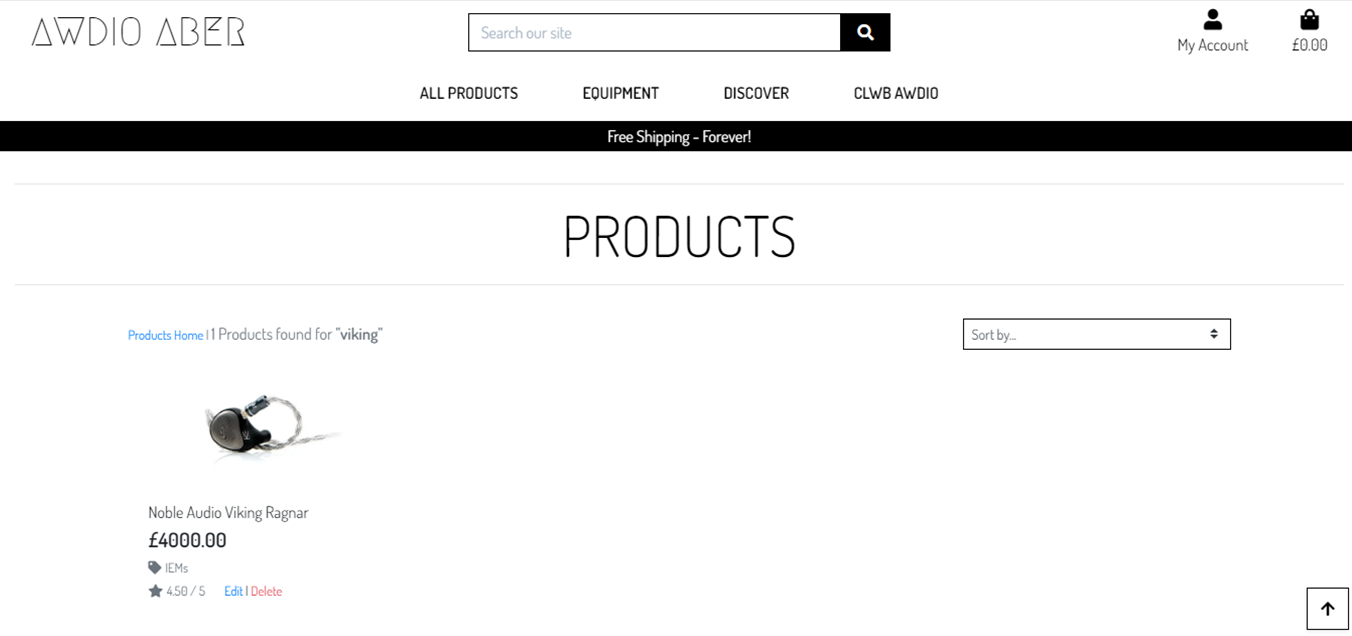 AWDIO ABER
Search our site
My Account
£0.00
ALL PRODUCTS
EQUIPMENT
DISCOVER
CLWB AWDIO
Free Shipping - Forever!
PRODUCTS
Products Home | 1 Products found for "viking"
Sort by...
Noble Audio Viking Ragnar
£4000.00
IEMs
4.50 / 5 Edit | Delete